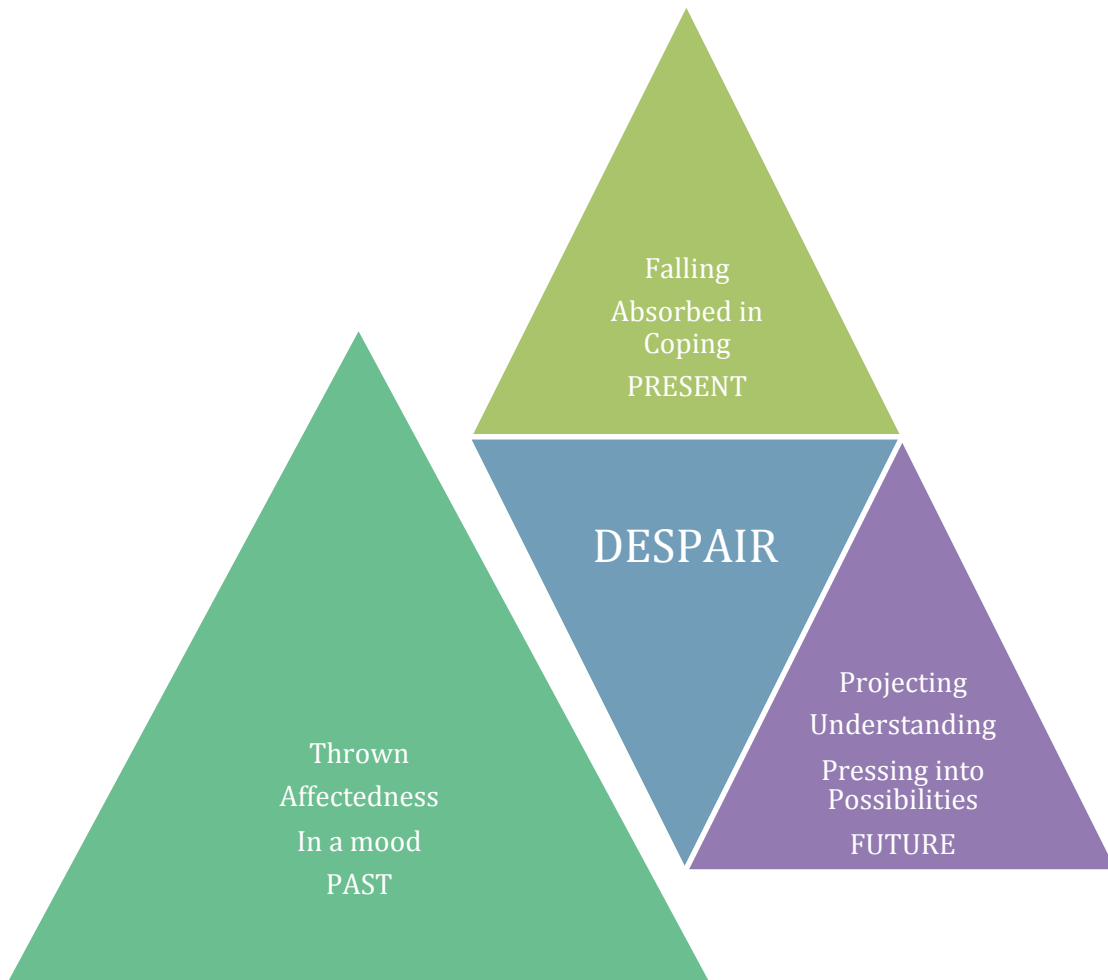 Falling
Absorbed in
Coping
PRESENT
DESPAIR
Thrown
Affectedness
In a mood
PAST
Projecting
Understanding
Pressing into
Possibilities
FUTURE